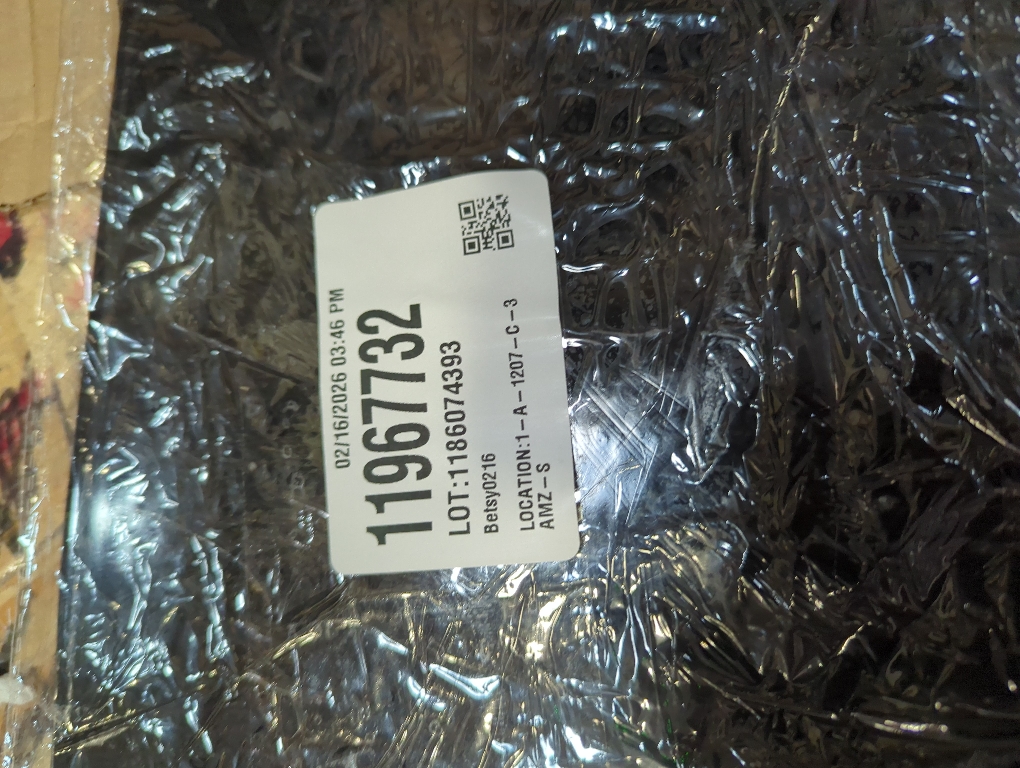 02/16/2026 03:46 PM
11967732
LOT:1186074393
Betsy0216
LOCATION:1-A-1207-C-3
AMZ-S